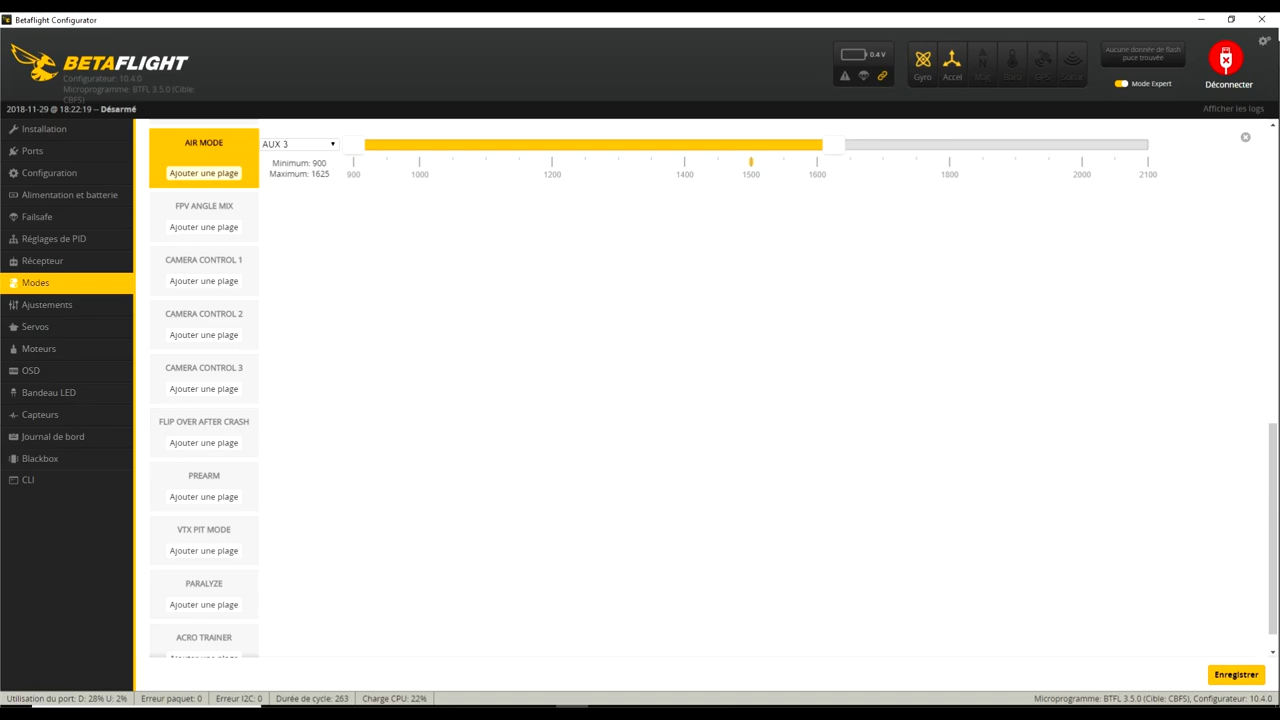 Betaflight Configurator
BETAFLIGHT
Configurateur: 10.4.0
Microprogramme: BTFL 3.5.0 (Cible:
CBFS)
0.4 V
Gyro
Accel
Mag
Baro
GPS
Sonar
Aucune donnée de flash
puce trouvée
Mode Expert
Déconnecter
2018-11-29 @ 18:22:19 -- Désarmé
Afficher les logs
Installation
Ports
Configuration
Alimentation et batterie
Failsafe
Réglages de PID
Récepteur
Modes
Ajustements
Servos
Moteurs
OSD
Bandeau LED
Capteurs
Journal de bord
Blackbox
CLI
AIR MODE
Ajouter une plage
AUX 3
Minimum: 900
Maximum: 1625
900 1000 1200 1400 1500 1600 1800 2000 2100
FPV ANGLE MIX
Ajouter une plage
CAMERA CONTROL 1
Ajouter une plage
CAMERA CONTROL 2
Ajouter une plage
CAMERA CONTROL 3
Ajouter une plage
FLIP OVER AFTER CRASH
Ajouter une plage
PREARM
Ajouter une plage
VTX PIT MODE
Ajouter une plage
PARALYZE
Ajouter une plage
ACRO TRAINER
Ajouter une plage
Enregistrer
Utilisation du port: D: 28% U: 2% Erreur paquet: 0 Erreur I2C: 0 Durée de cycle: 263 Charge CPU: 22% Microprogramme: BTFL 3.5.0 (Cible: CBFS), Configurateur: 10.4.0